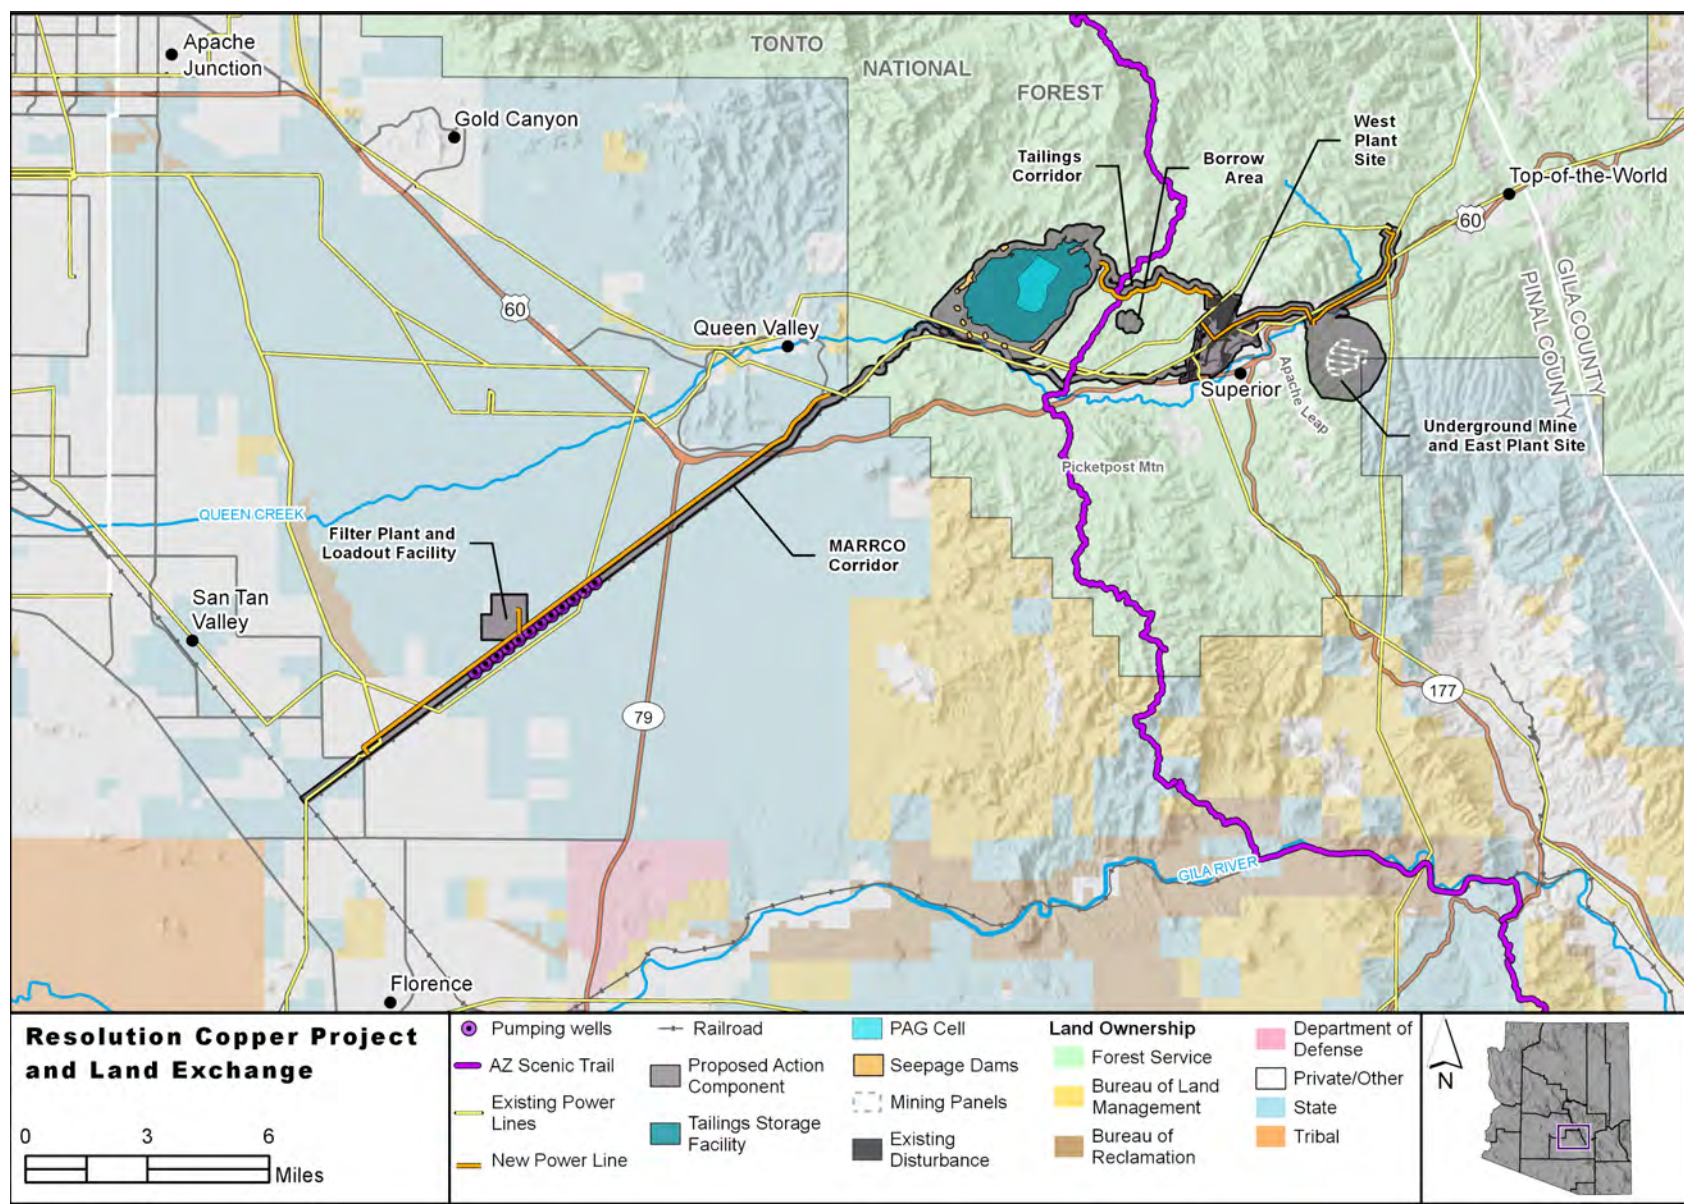 Apache
Junction
TONTO
NATIONAL
FOREST
Gold Canyon
West
Plant
Site
Tailings
Corridor
Borrow
Area
Top-of-the-World
60
GILA COUNTY
PINAL COUNTY
60
Queen Valley
Superior
Apache Leap
Underground Mine
and East Plant Site
Picketpost Mtn
QUEEN CREEK
Filter Plant and
Loadout Facility
MARRCO
Corridor
San Tan
Valley
177
79
GILA RIVER
Florence
Resolution Copper Project
and Land Exchange
0 3 6
Miles
Pumping wells
AZ Scenic Trail
Existing Power
Lines
New Power Line
Railroad
Proposed Action
Component
Tailings Storage
Facility
PAG Cell
Seepage Dams
Mining Panels
Existing
Disturbance
Land Ownership
Forest Service
Bureau of Land
Management
Bureau of
Reclamation
Department of
Defense
Private/Other
State
Tribal
N